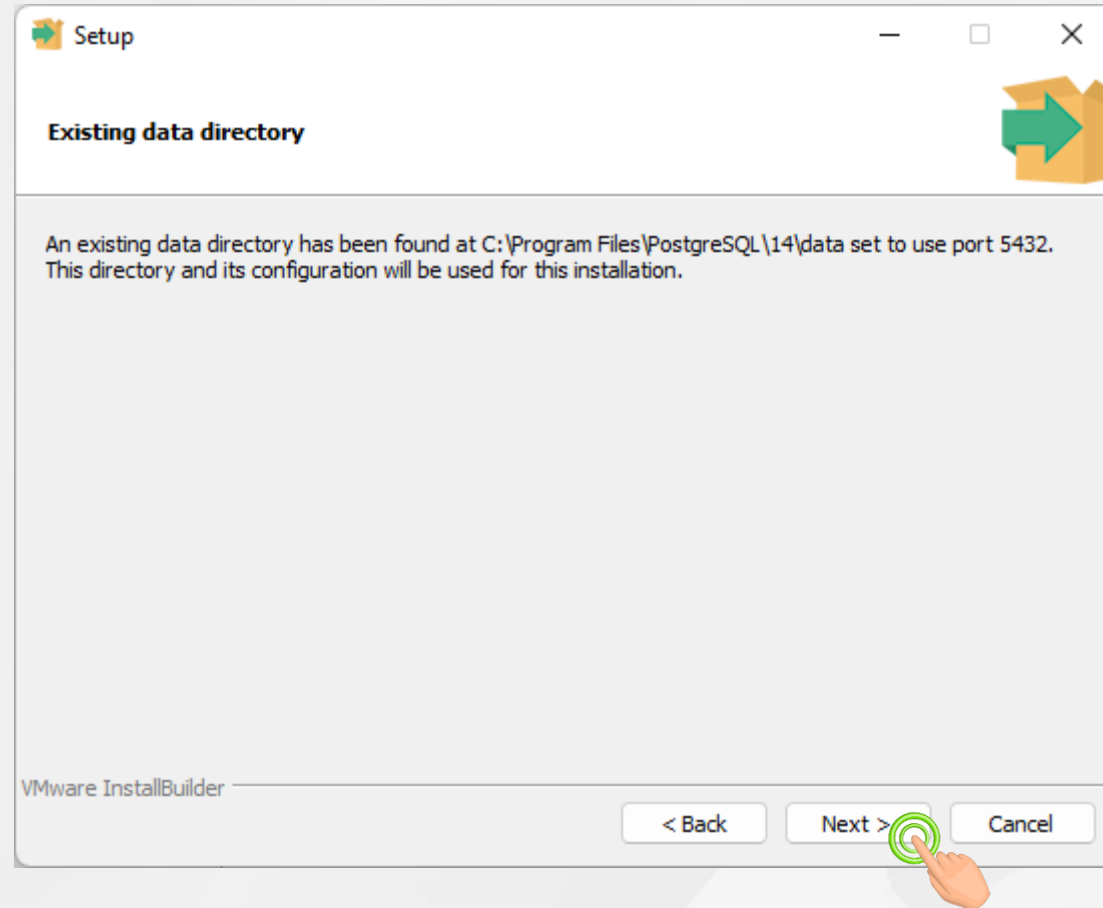 Setup
Existing data directory
An existing data directory has been found at C:\Program Files\PostgreSQL\14\data set to use port 5432.
This directory and its configuration will be used for this installation.
VMware InstallBuilder
< Back
Next >
Cancel